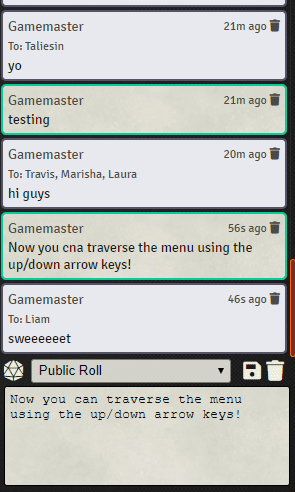 Gamemaster 21m ago
To: Taliesin
yo
Gamemaster 21m ago
testing
Gamemaster 20m ago
To: Travis, Marisha, Laura
hi guys
Gamemaster 56s ago
Now you cna traverse the menu using the
up/down arrow keys!
Gamemaster 46s ago
To: Liam
sweeeeeet
Public Roll
Now you can traverse the menu
using the up/down arrow keys!